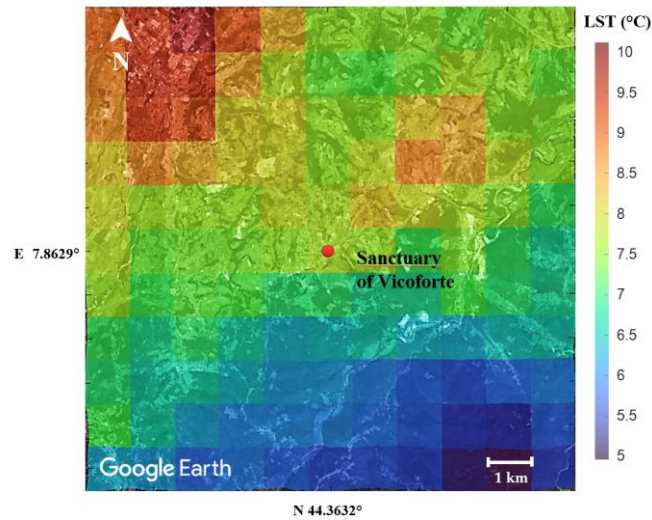 LST (°C)
N
10
9.5
9
8.5
8
7.5
7
6.5
6
5.5
5
E 7.8629°
Sanctuary
of Vicoforte
Google Earth
1 km
N 44.3632°